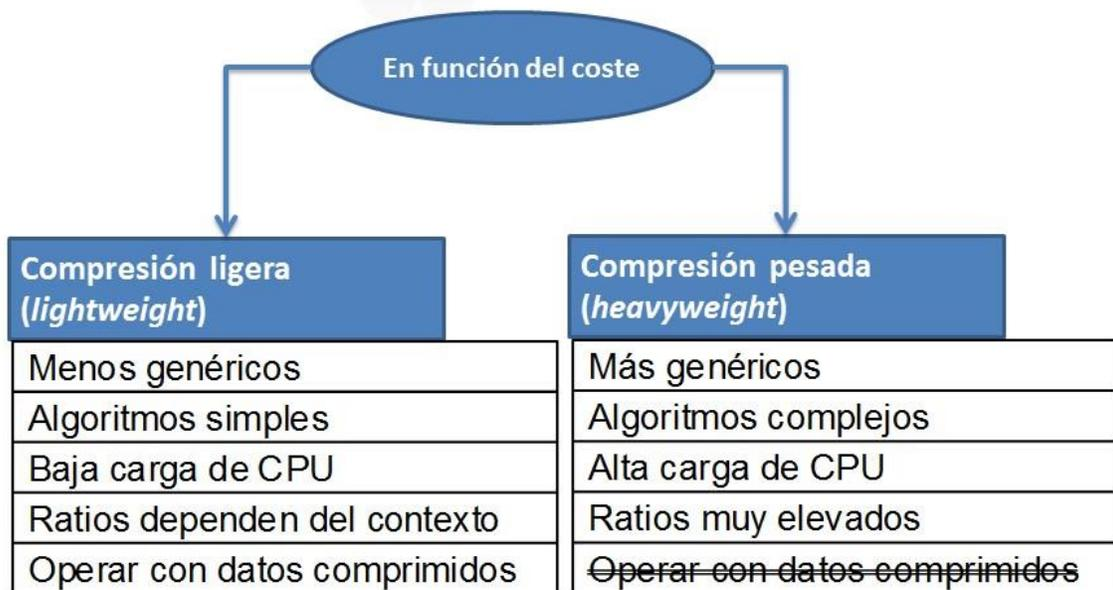 En función del coste
Compresión ligera
(lightweight)
Menos genéricos
Algoritmos simples
Baja carga de CPU
Ratios dependen del contexto
Operar con datos comprimidos
Compresión pesada
(heavyweight)
Más genéricos
Algoritmos complejos
Alta carga de CPU
Ratios muy elevados
Operar con datos comprimidos